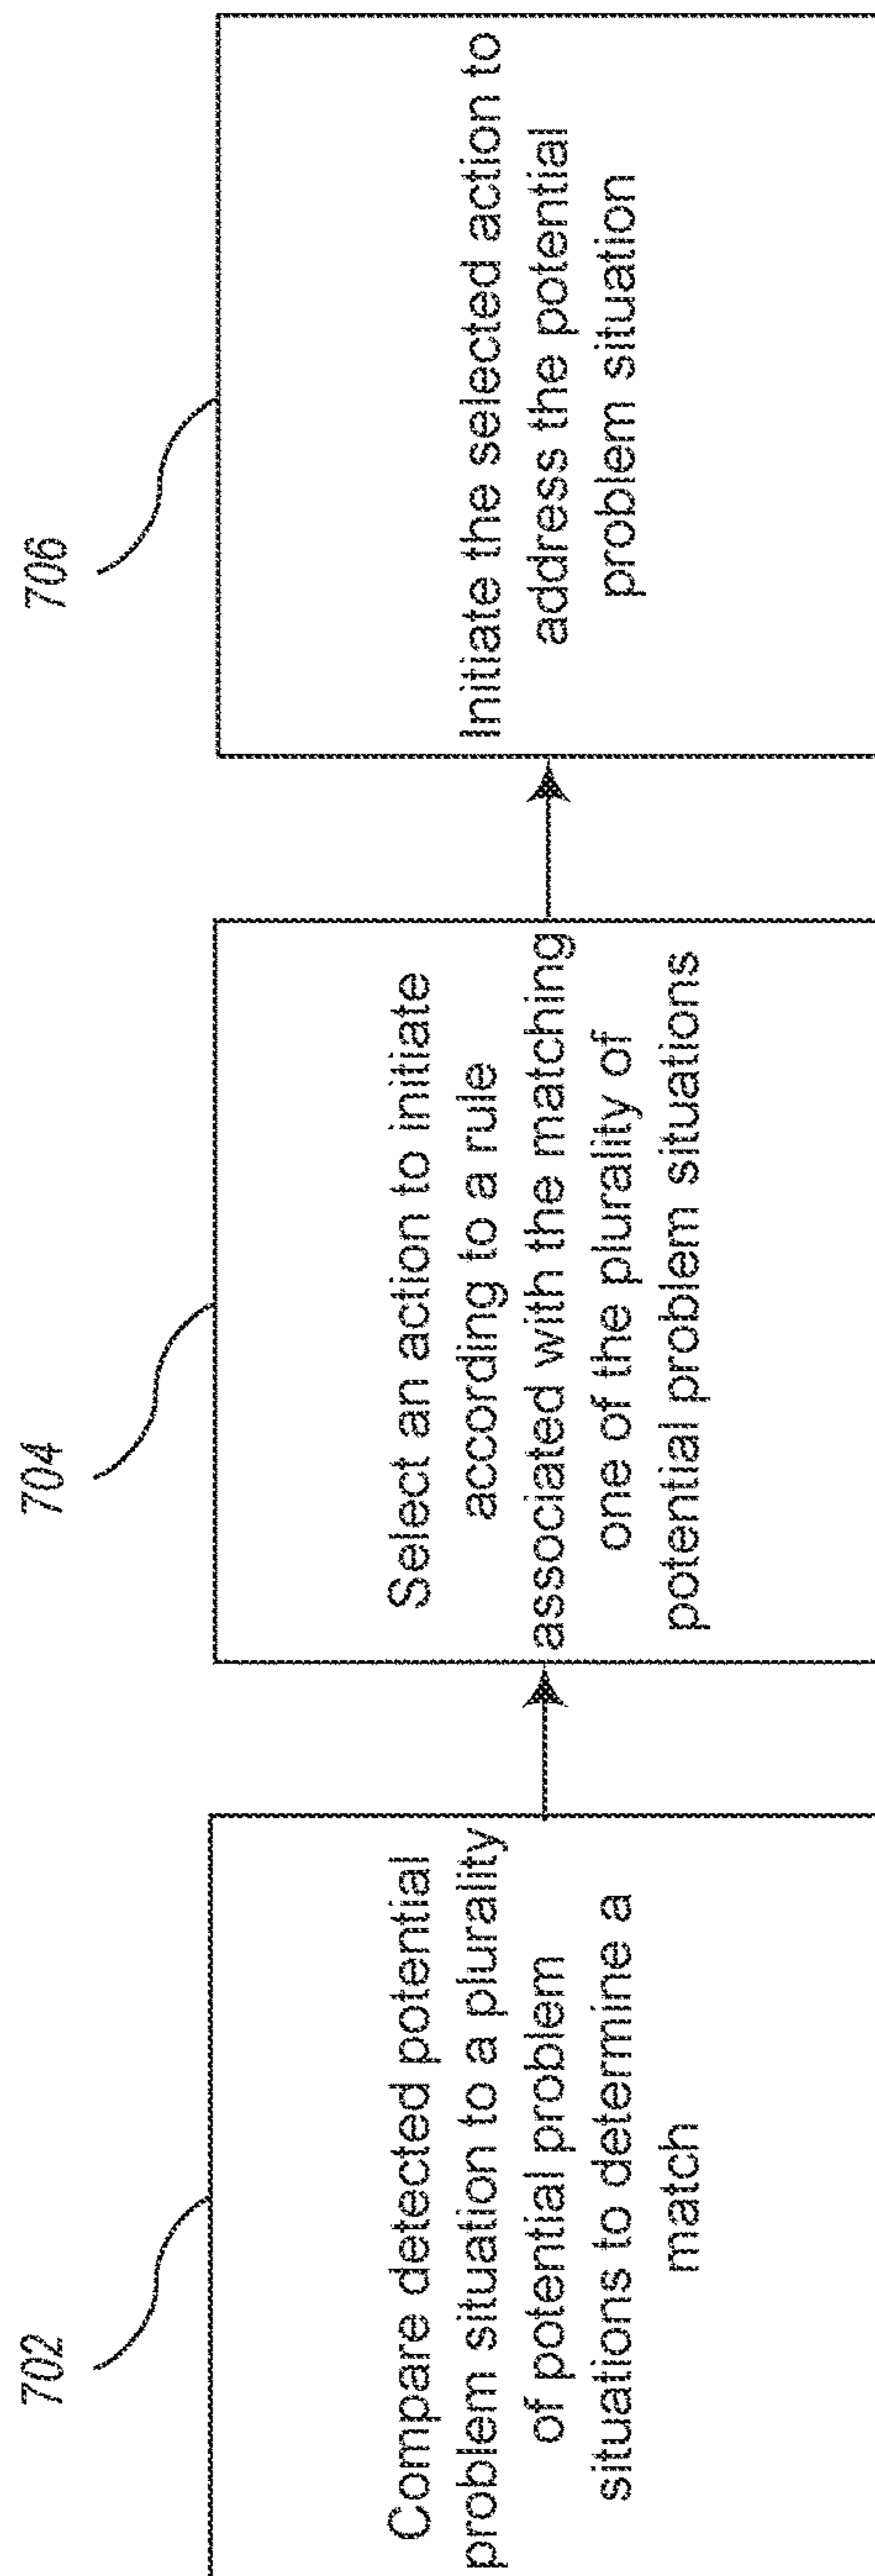 702
Compare detected potential
problem situation to a plurality
of potential problem
situations to determine a
match
704
Select an action to initiate
according to a rule
associated with the matching
one of the plurality of
potential problem situations
706
Initiate the selected action to
address the potential
problem situation